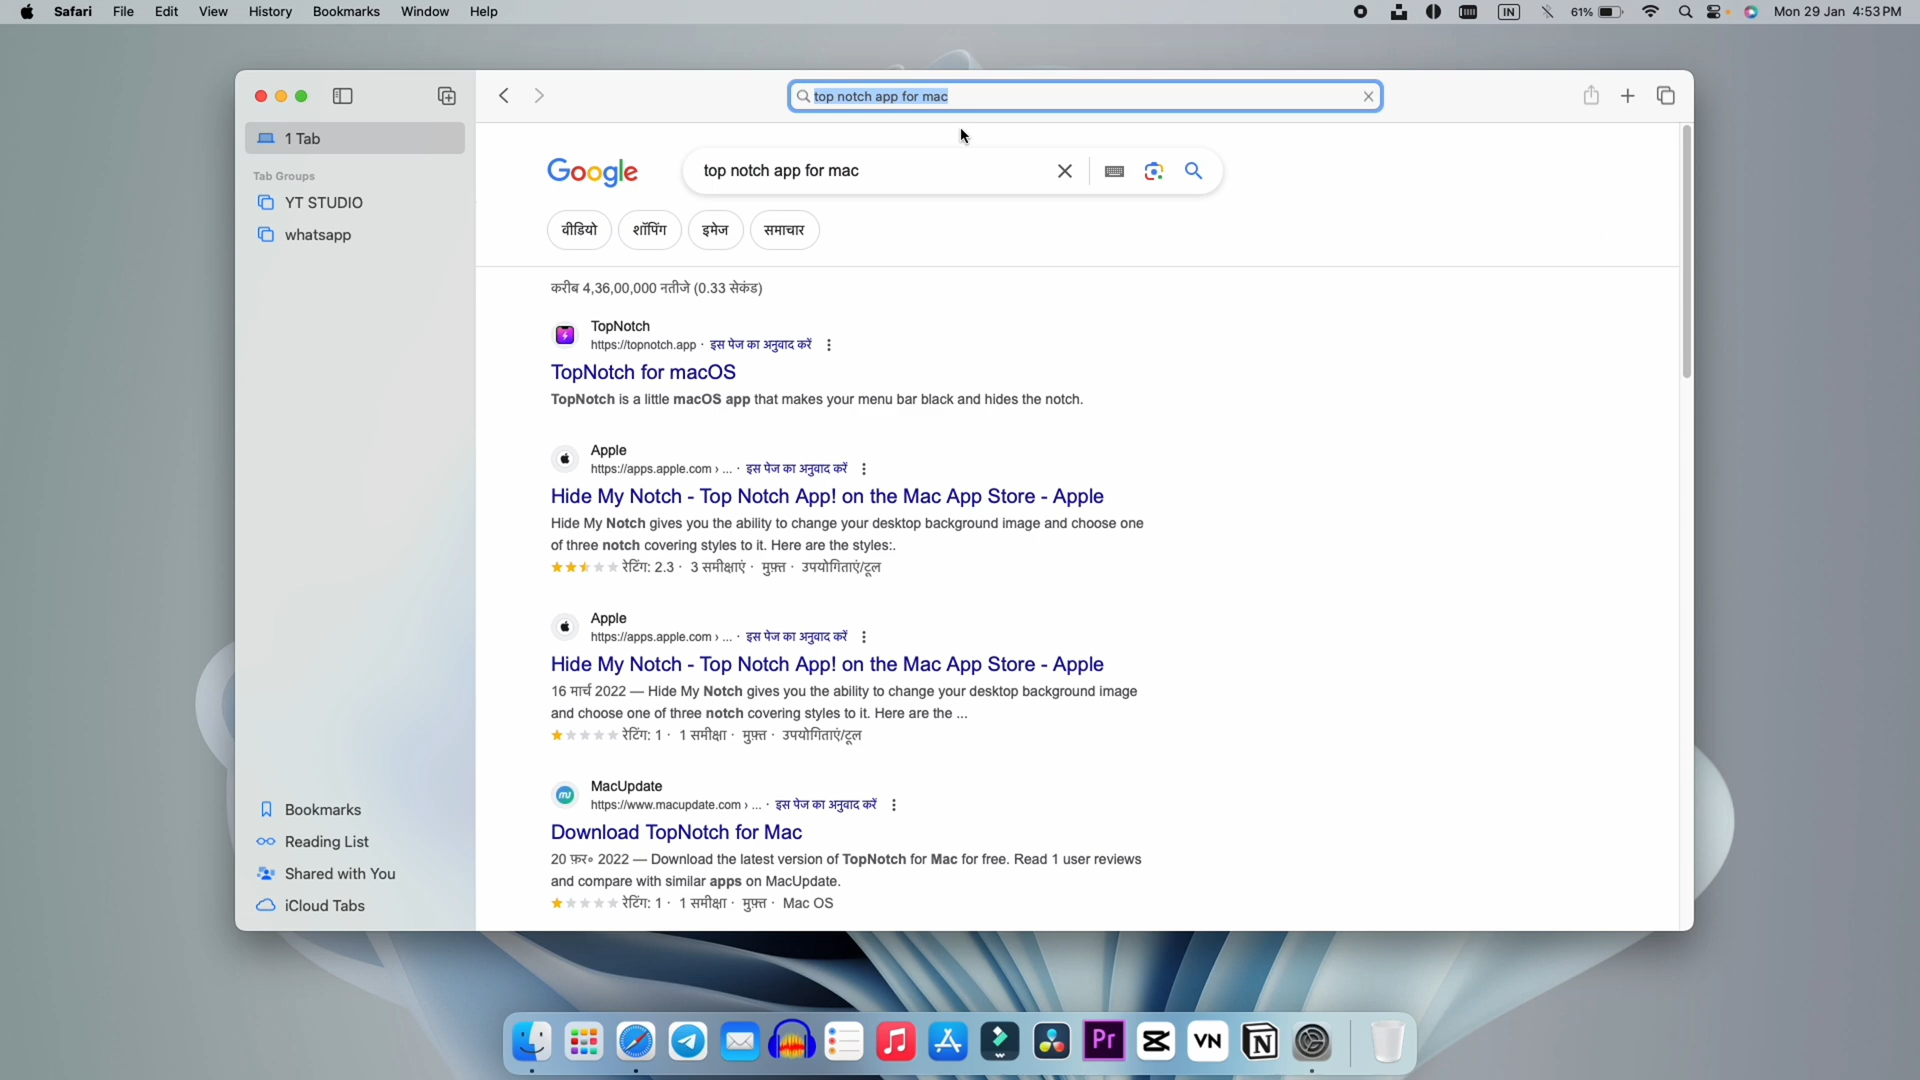 Safari File Edit View History Bookmarks Window Help IN 61% Mon 29 Jan 4:53PM
top notch app for mac
1 Tab
Tab Groups
YT STUDIO
whatsapp
Bookmarks
Reading List
Shared with You
iCloud Tabs
Google top notch app for mac
वीडियो शॉपिंग इमेज समाचार
करीब 4,36,00,000 नतीजे (0.33 सेकंड)
TopNotch
https://topnotch.app · इस पेज का अनुवाद करें
TopNotch for macOS
TopNotch is a little macOS app that makes your menu bar black and hides the notch.
Apple
https://apps.apple.com › ... · इस पेज का अनुवाद करें
Hide My Notch - Top Notch App! on the Mac App Store - Apple
Hide My Notch gives you the ability to change your desktop background image and choose one
of three notch covering styles to it. Here are the styles:.
रेटिंग: 2.3 · 3 समीक्षाएं · मुफ़्त · उपयोगिताएं/टूल
Apple
https://apps.apple.com › ... · इस पेज का अनुवाद करें
Hide My Notch - Top Notch App! on the Mac App Store - Apple
16 मार्च 2022 — Hide My Notch gives you the ability to change your desktop background image
and choose one of three notch covering styles to it. Here are the ...
रेटिंग: 1 · 1 समीक्षा · मुफ़्त · उपयोगिताएं/टूल
MacUpdate
https://www.macupdate.com › ... · इस पेज का अनुवाद करें
Download TopNotch for Mac
20 फ़र॰ 2022 — Download the latest version of TopNotch for Mac for free. Read 1 user reviews
and compare with similar apps on MacUpdate.
रेटिंग: 1 · 1 समीक्षा · मुफ़्त · Mac OS
Pr VN